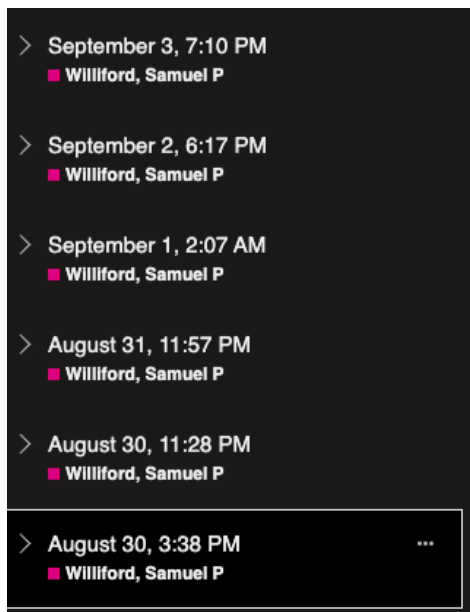 September 3, 7:10 PM
Williford, Samuel P
September 2, 6:17 PM
Williford, Samuel P
September 1, 2:07 AM
Williford, Samuel P
August 31, 11:57 PM
Williford, Samuel P
August 30, 11:28 PM
Williford, Samuel P
August 30, 3:38 PM
Williford, Samuel P